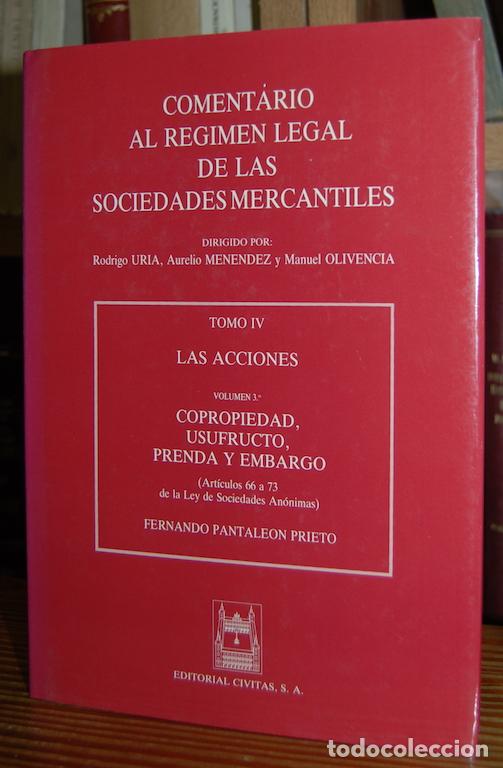 COMENTARIO
AL REGIMEN LEGAL
DE LAS
SOCIEDADES MERCANTILES
DIRIGIDO POR:
Rodrigo URIA, Aurelio MENENDEZ y Manuel OLIVENCIA
TOMO IV
LAS ACCIONES
VOLUMEN 3.º
COPROPIEDAD,
USUFRUCTO,
PRENDA Y EMBARGO
(Artículos 66 a 73
de la Ley de Sociedades Anónimas)
FERNANDO PANTALEON PRIETO
EDITORIAL CIVITAS, S. A.
todocoleccion